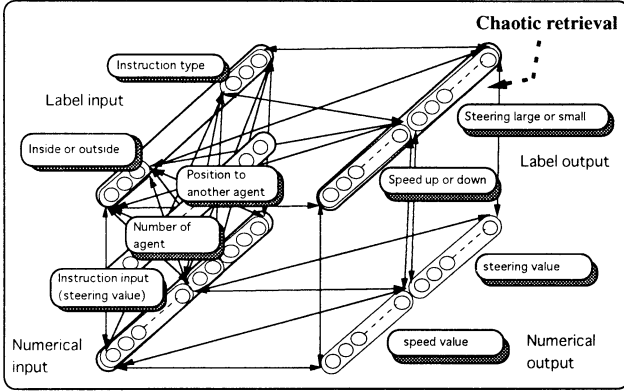 Chaotic retrieval
Instruction type
Label input
Steering large or small
Inside or outside
Label output
Position to
another agent
Speed up or down
Number of
agent
Instruction input
(steering value)
steering value
Numerical
input
speed value
Numerical
output